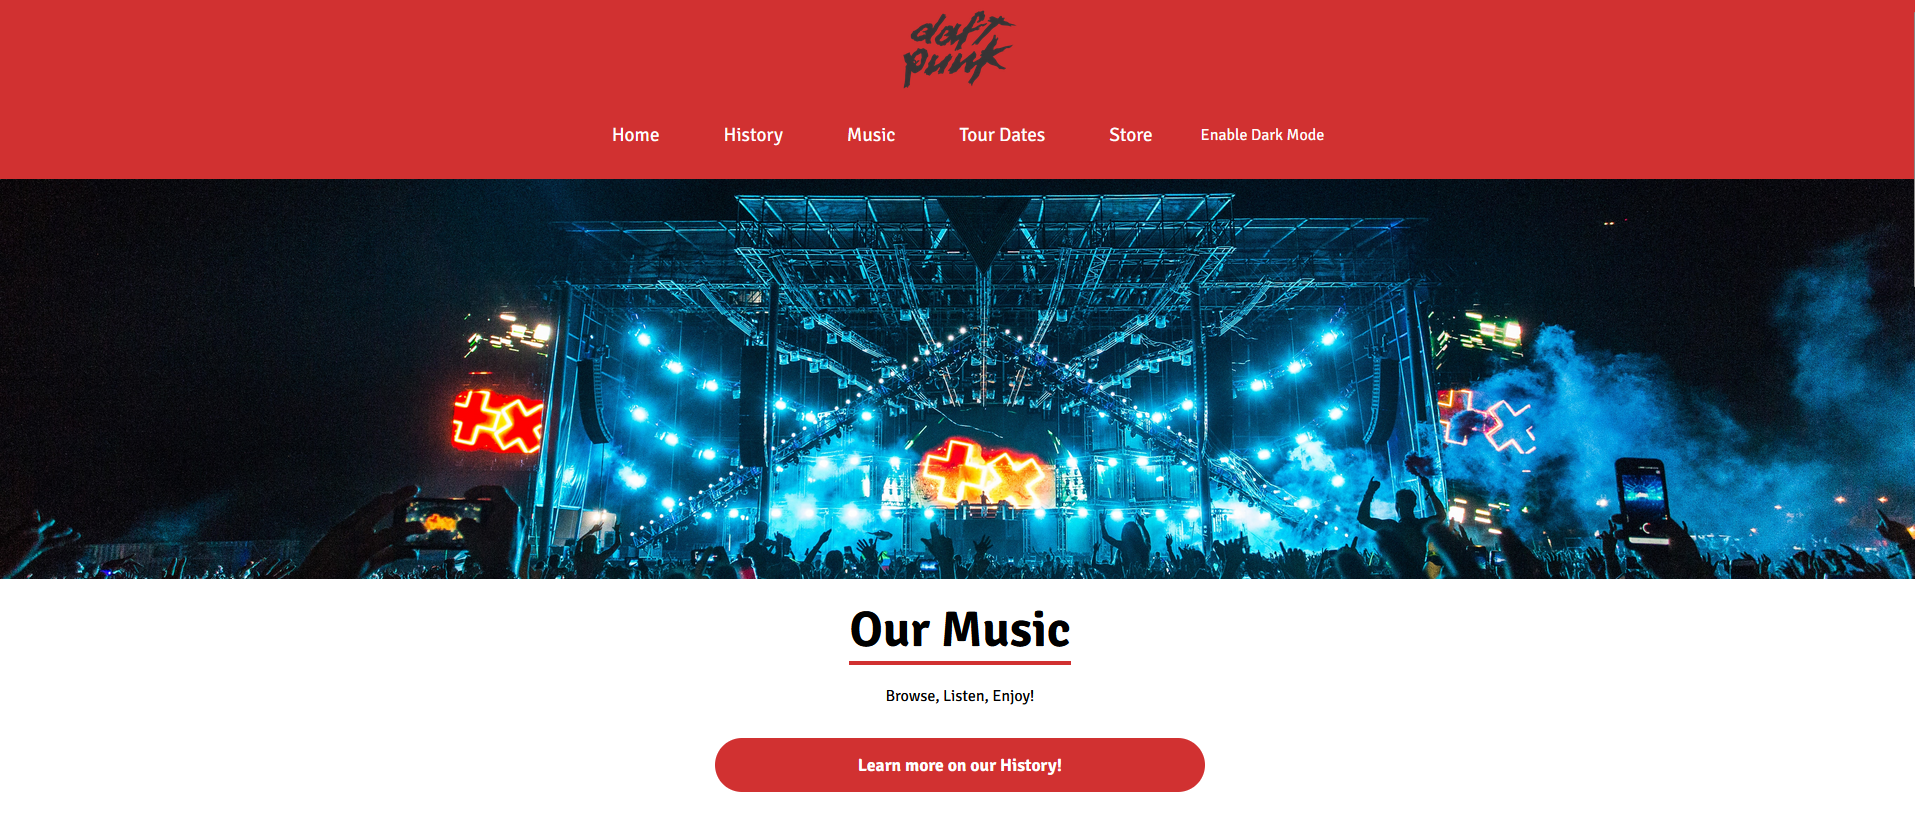 daft
punk
Home History Music Tour Dates Store Enable Dark Mode
Our Music
Browse, Listen, Enjoy!
Learn more on our History!